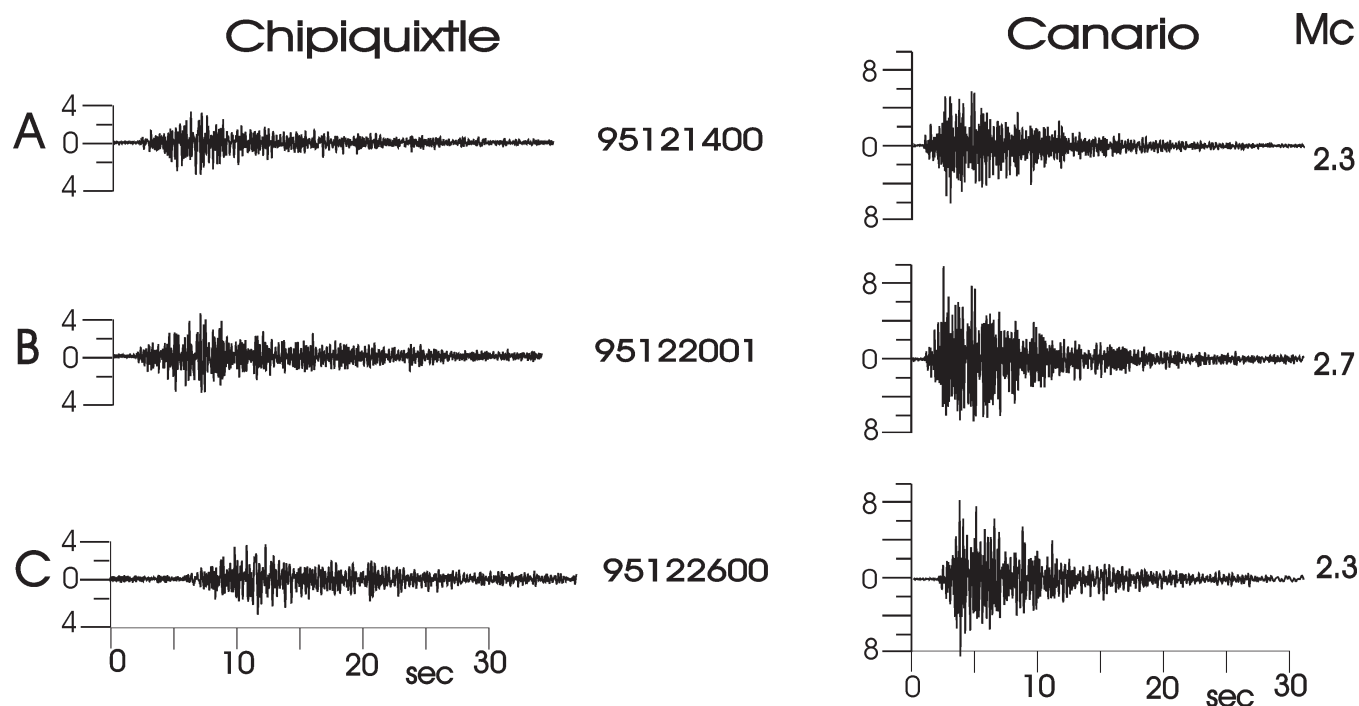 Chipiquixtle Canario Mc
A 4 0 4 95121400 8 0 8 2.3
B 4 0 4 95122001 8 0 8 2.7
C 4 0 4 95122600 8 0 8 2.3
0 10 20 sec 30 0 10 20 sec 30